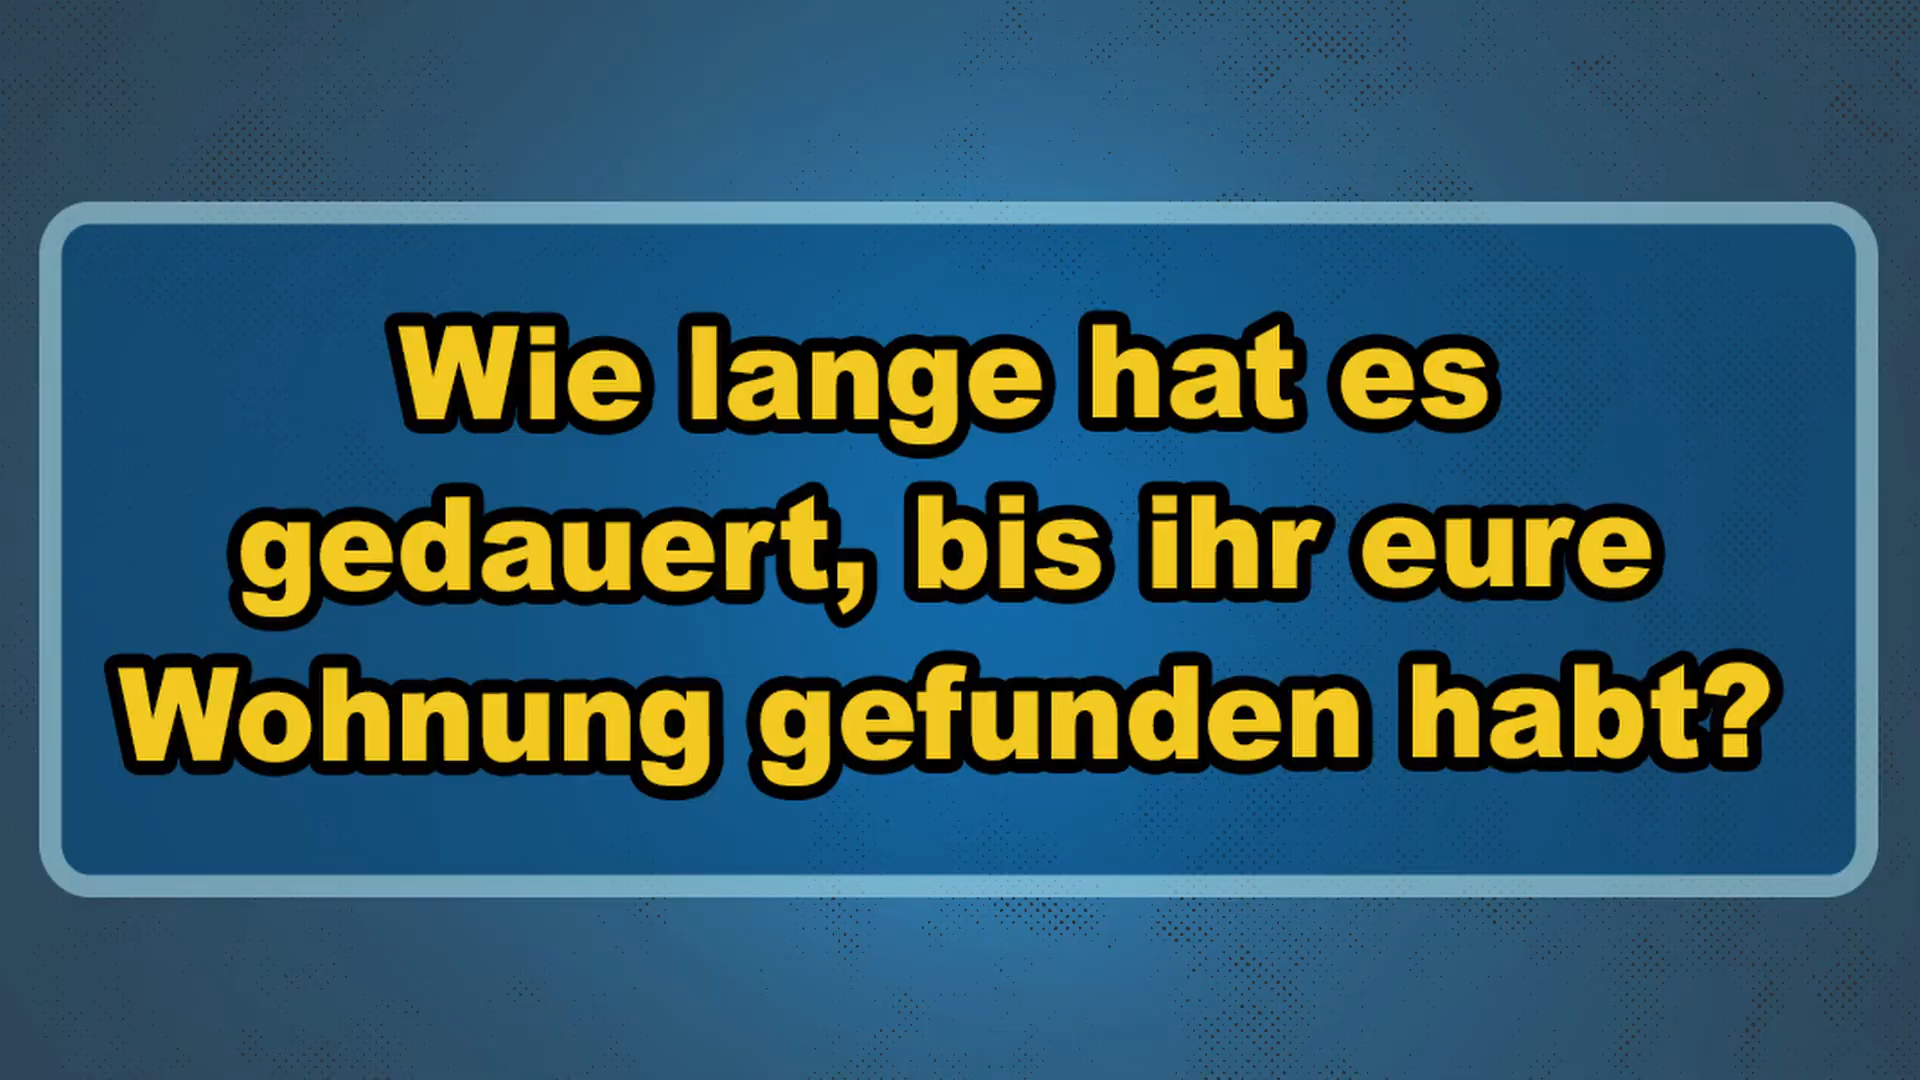 Wie lange hat es
gedauert, bis ihr eure
Wohnung gefunden habt?